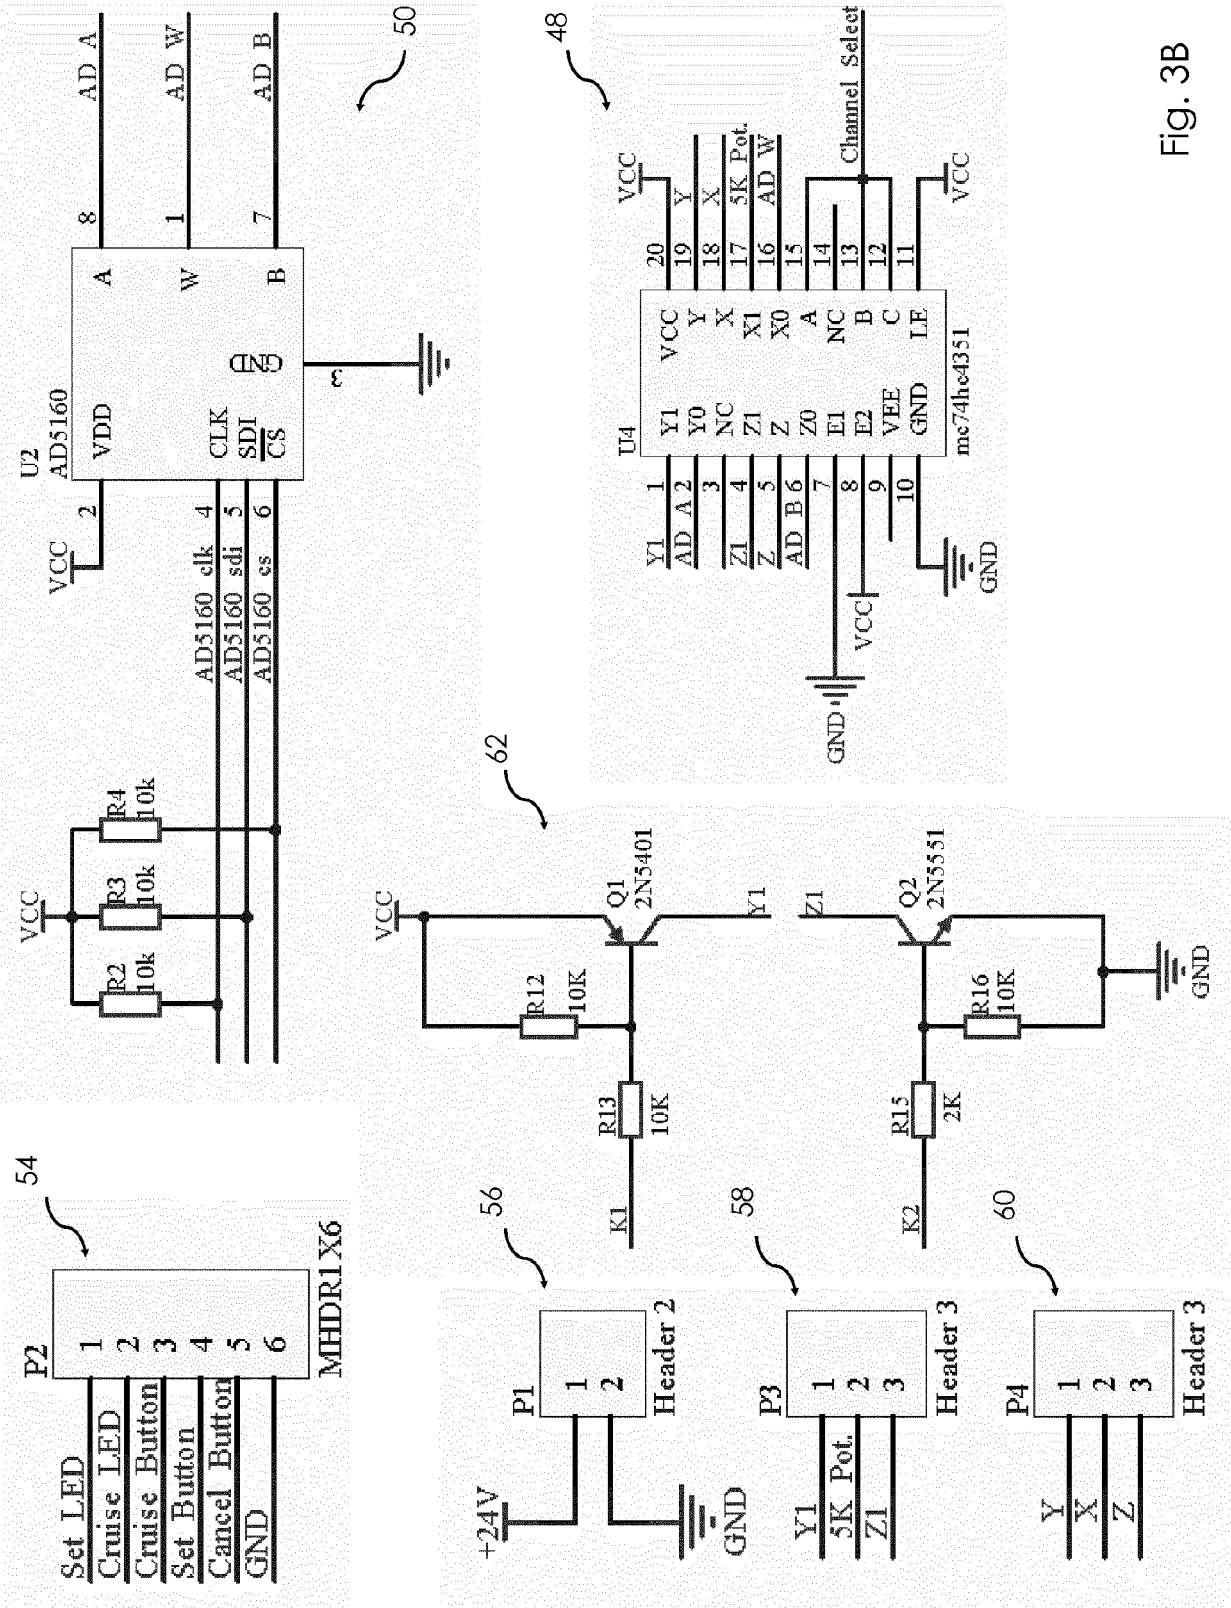 P2
Set LED 1
Cruise LED 2
Cruise Button 3
Set Button 4
Cancel Button 5
GND 6
MHDR1X6
54
VCC
R2
10k
R3
10k
R4
10k
AD5160 clk 4
AD5160 sdi 5
AD5160 cs 6
VCC
2
U2
AD5160
VDD
CLK
SDI
CS
A
W
B
GND
3
8 AD A
1 AD W
7 AD B
50
P1
+24V
1
2
GND
Header 2
56
P3
Y1 1
5K Pot. 2
Z1 3
Header 3
58
P4
Y 1
X 2
Z 3
Header 3
60
VCC
R12
10K
R13
10K
K1
Q1
2N5401
Y1
Z1
Q2
2N5551
K2
R15
2K
R16
10K
GND
62
U4
Y1 1 Y1
AD A 2 Y0
3 NC
Z1 4 Z1
Z 5 Z
AD B 6 Z0
7 E1
8 E2
9 VEE
10 GND
GND
VCC
GND
VCC 20 VCC
Y 19 Y
X 18 X
X1 17 5K Pot.
X0 16 AD W
A 15
NC 14
B 13
C 12
LE 11
VCC
Channel Select
mc74hc4351
48
Fig. 3B